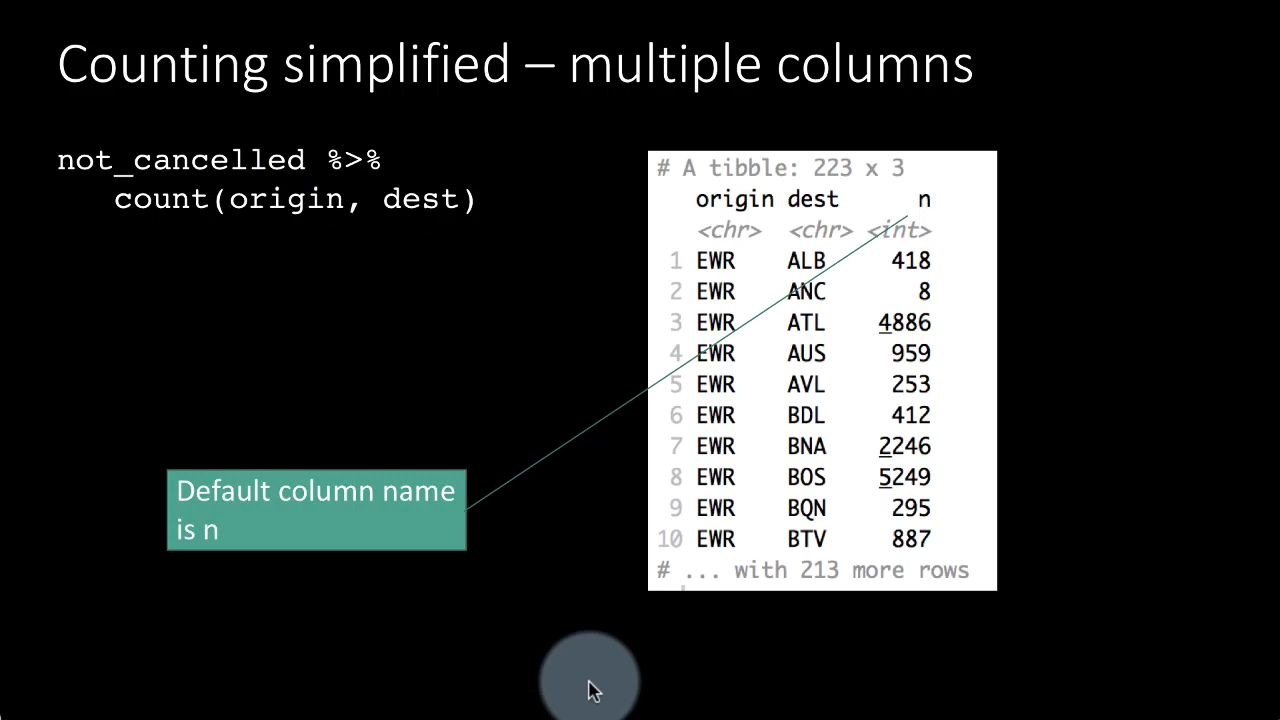 Counting simplified – multiple columns
not_cancelled %>%
count(origin, dest)
# A tibble: 223 x 3
origin dest n
<chr> <chr> <int>
1 EWR ALB 418
2 EWR ANC 8
3 EWR ATL 4886
4 EWR AUS 959
5 EWR AVL 253
6 EWR BDL 412
7 EWR BNA 2246
8 EWR BOS 5249
9 EWR BQN 295
10 EWR BTV 887
# ... with 213 more rows
Default column name
is n